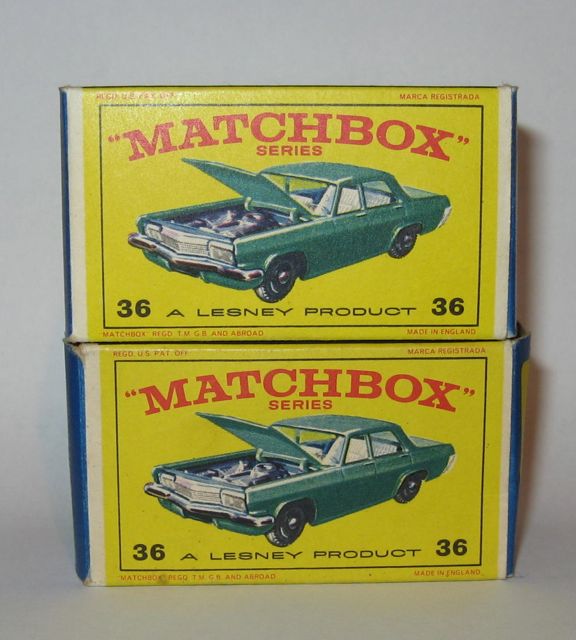 REGD. U.S. PAT. OFF. MARCA REGISTRADA
"MATCHBOX"
SERIES
36 A LESNEY PRODUCT 36
MATCHBOX REGD. T.M. G.B. AND ABROAD MADE IN ENGLAND
REGD. U.S. PAT. OFF. MARCA REGISTRADA
"MATCHBOX"
SERIES
36 A LESNEY PRODUCT 36
MATCHBOX REGD. T.M. G.B. AND ABROAD MADE IN ENGLAND